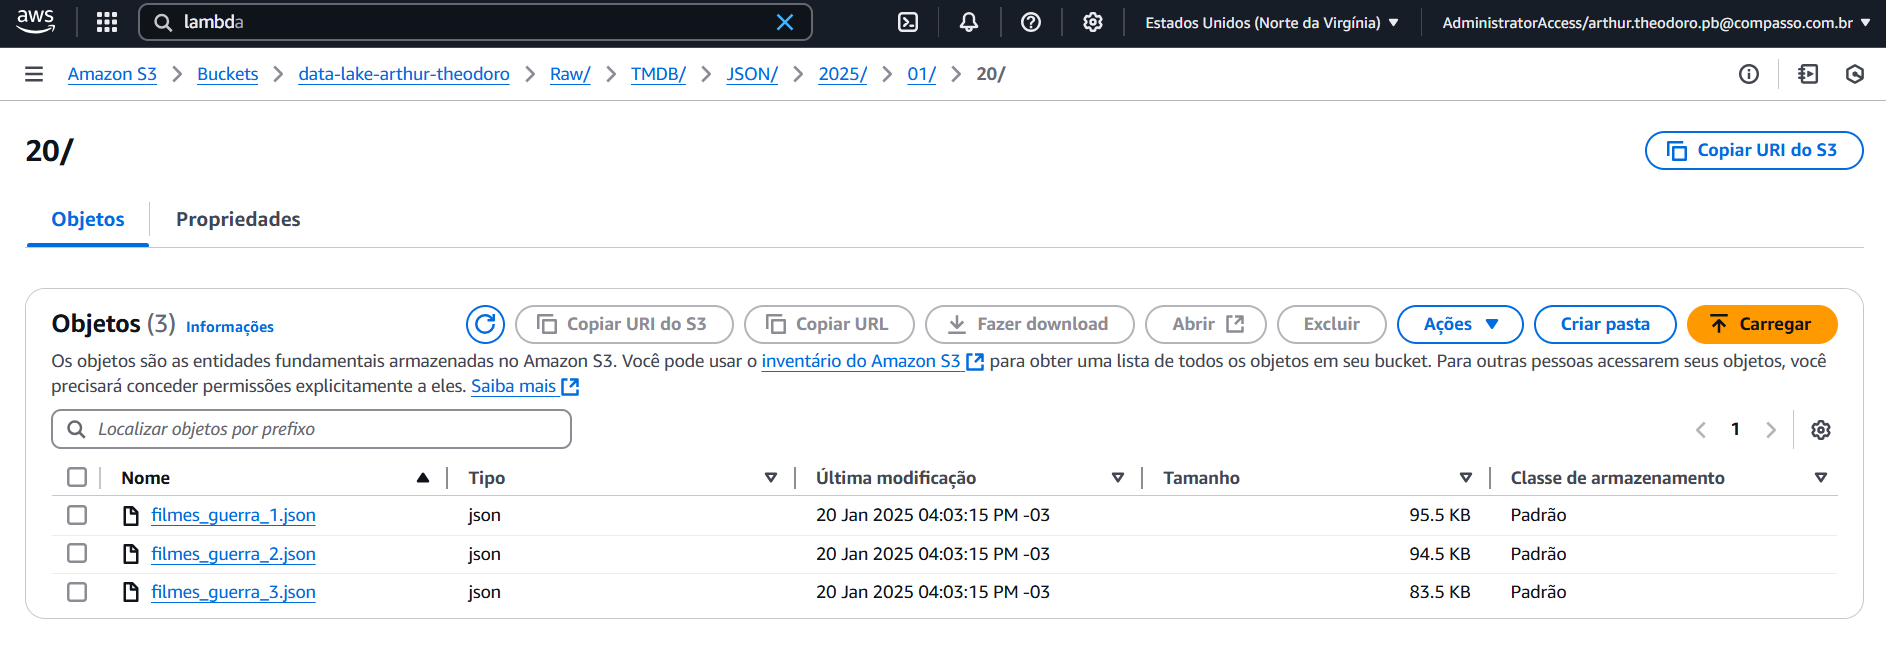 aws lambda Estados Unidos (Norte da Virgínia) AdministratorAccess/arthur.theodoro.pb@compasso.com.br
Amazon S3 Buckets data-lake-arthur-theodoro Raw/ TMDB/ JSON/ 2025/ 01/ 20/
20/ Copiar URI do S3
Objetos Propriedades
Objetos (3) Informações Copiar URI do S3 Copiar URL Fazer download Abrir Excluir Ações Criar pasta Carregar
Os objetos são as entidades fundamentais armazenadas no Amazon S3. Você pode usar o inventário do Amazon S3 para obter uma lista de todos os objetos em seu bucket. Para outras pessoas acessarem seus objetos, você
precisará conceder permissões explicitamente a eles. Saiba mais
Localizar objetos por prefixo 1
Nome Tipo Última modificação Tamanho Classe de armazenamento
filmes_guerra_1.json json 20 Jan 2025 04:03:15 PM -03 95.5 KB Padrão
filmes_guerra_2.json json 20 Jan 2025 04:03:15 PM -03 94.5 KB Padrão
filmes_guerra_3.json json 20 Jan 2025 04:03:15 PM -03 83.5 KB Padrão